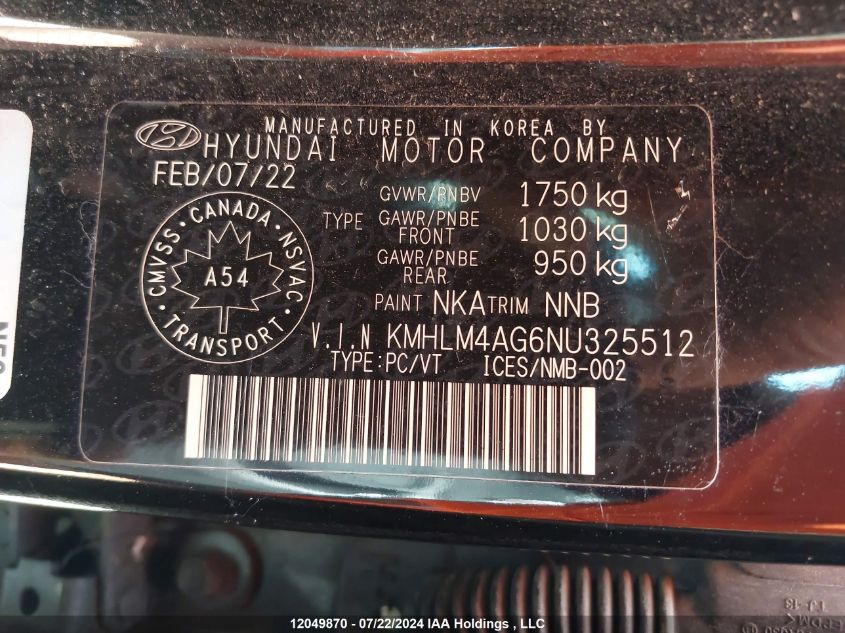 MANUFACTURED IN KOREA BY
HYUNDAI MOTOR COMPANY
FEB/07/22
GVWR/PNBV 1750 kg
TYPE GAWR/PNBE FRONT 1030 kg
GAWR/PNBE REAR 950 kg
PAINT NKA TRIM NNB
CMVSS · CANADA · NSVAC · TRANSPORT ·
A54
V.I.N KMHLM4AG6NU325512
TYPE:PC/VT ICES/NMB-002
12049870 - 07/22/2024 IAA Holdings, LLC